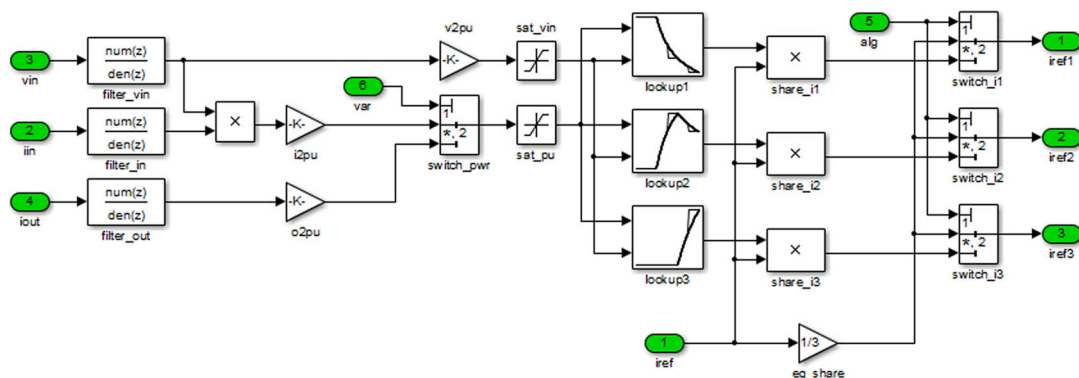 3
vin
num(z)
den(z)
filter_vin
2
iin
num(z)
den(z)
filter_in
4
iout
num(z)
den(z)
filter_out
×
-K-
i2pu
-K-
o2pu
v2pu
-K-
6
var
1
*, 2
switch_pwr
sat_vin
sat_pu
lookup1
lookup2
lookup3
×
share_i1
×
share_i2
×
share_i3
1
iref
1/3
eq_share
5
alg
1
*, 2
switch_i1
1
*, 2
switch_i2
1
*, 2
switch_i3
1
iref1
2
iref2
3
iref3